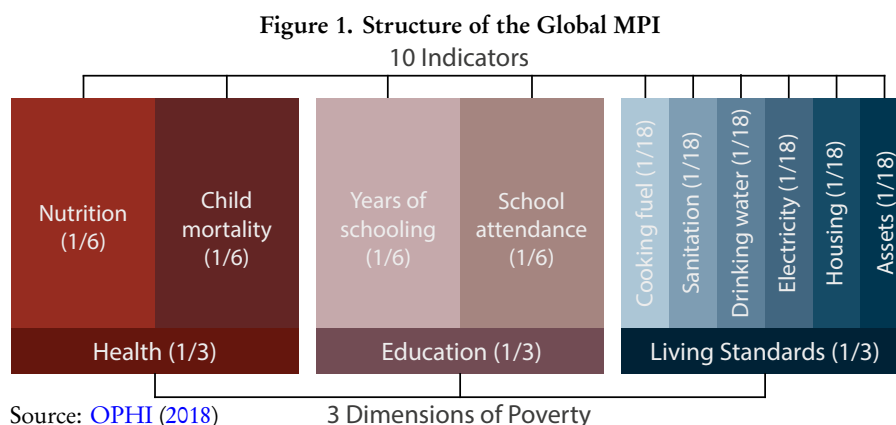 Figure 1. Structure of the Global MPI
10 Indicators
Nutrition
(1/6)
Child
mortality
(1/6)
Years of
schooling
(1/6)
School
attendance
(1/6)
Cooking fuel (1/18)
Sanitation (1/18)
Drinking water (1/18)
Electricity (1/18)
Housing (1/18)
Assets (1/18)
Health (1/3)
Education (1/3)
Living Standards (1/3)
Source: OPHI (2018)
3 Dimensions of Poverty